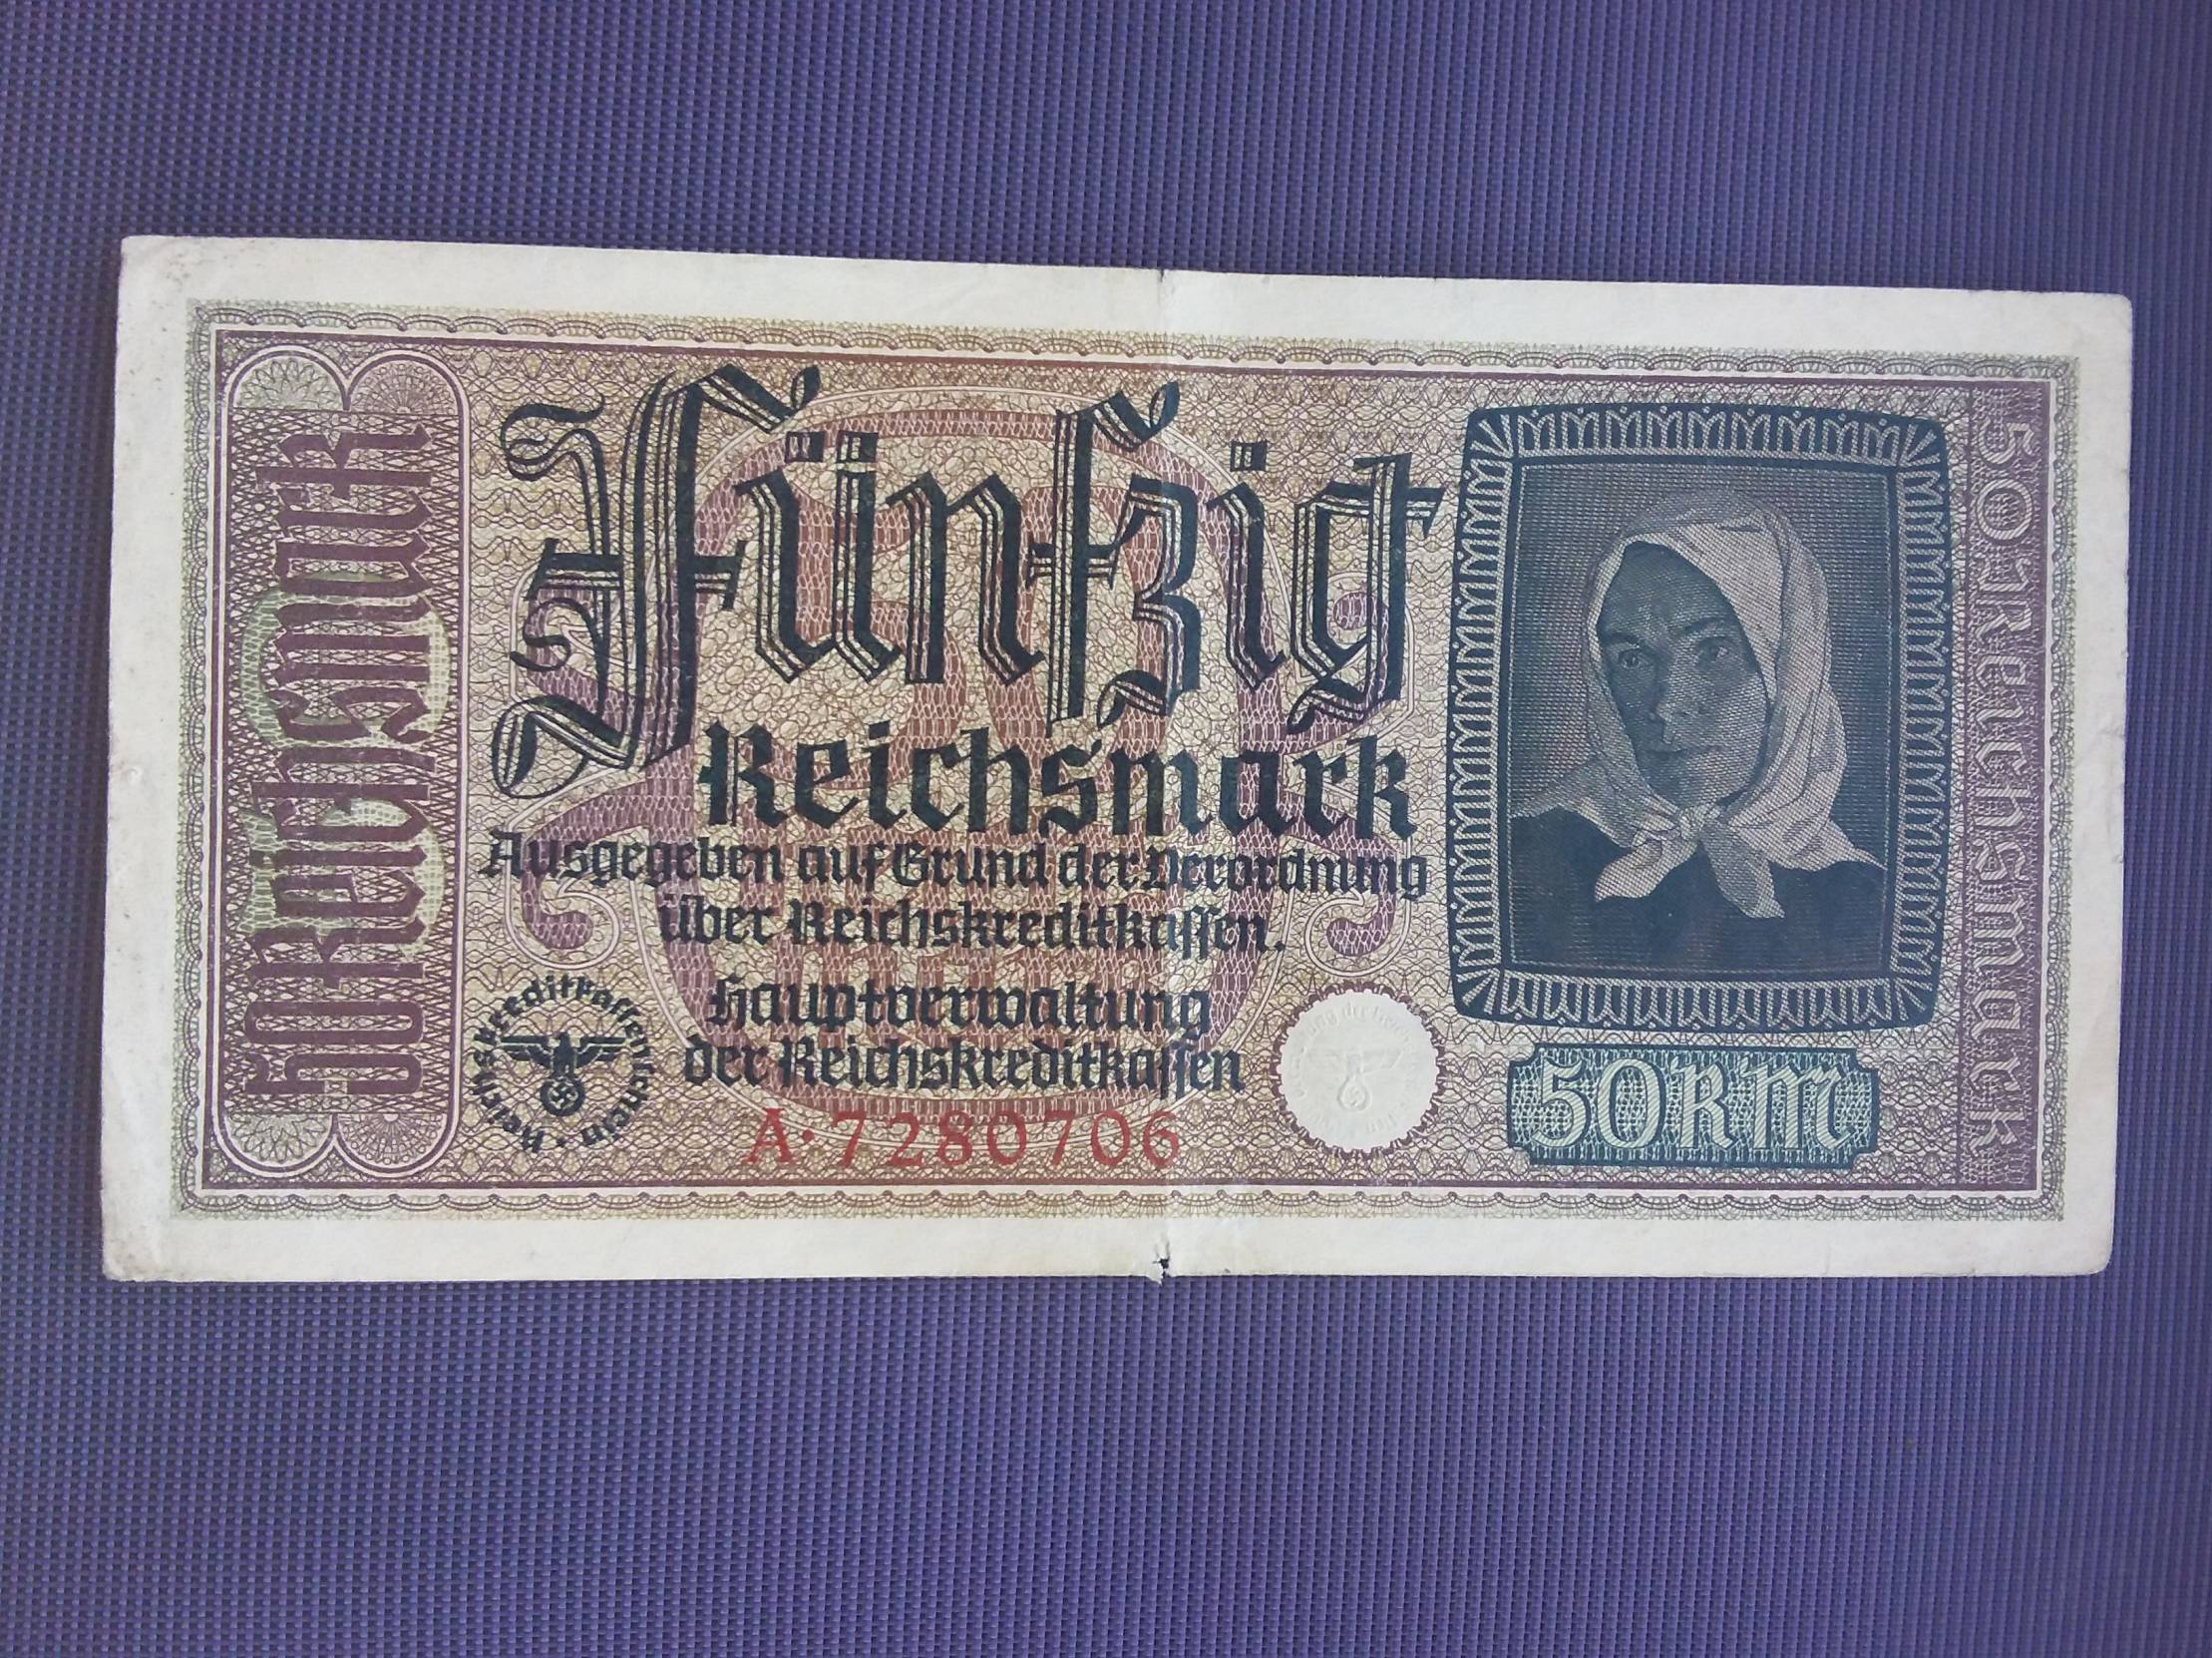 50 Reichsmark
Fünfzig
Reichsmark
Ausgegeben auf Grund der Verordnung
über Reichskreditkassen.
Hauptverwaltung
der Reichskreditkassen
Reichskreditkassenschein
A·7280706
50 RM
50 Reichsmark